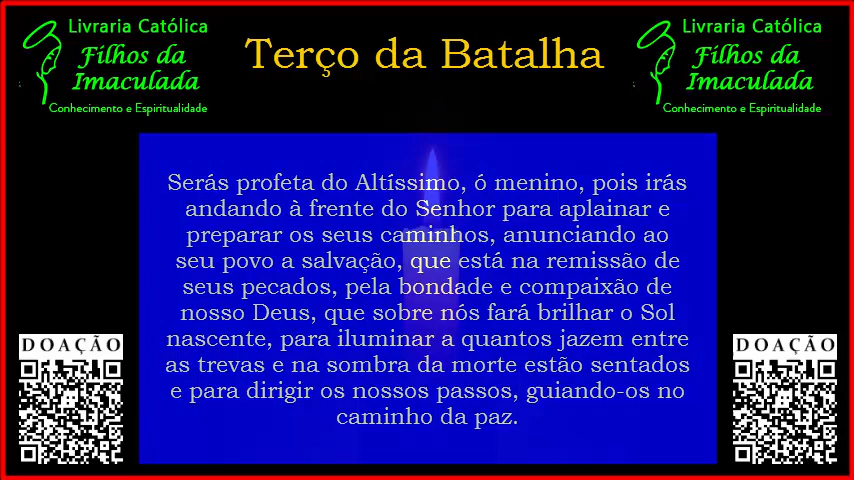 Livraria Católica
Filhos da
Imaculada
Conhecimento e Espiritualidade
Terço da Batalha
Livraria Católica
Filhos da
Imaculada
Conhecimento e Espiritualidade
Serás profeta do Altíssimo, ó menino, pois irás
andando à frente do Senhor para aplainar e
preparar os seus caminhos, anunciando ao
seu povo a salvação, que está na remissão de
seus pecados, pela bondade e compaixão de
nosso Deus, que sobre nós fará brilhar o Sol
nascente, para iluminar a quantos jazem entre
as trevas e na sombra da morte estão sentados
e para dirigir os nossos passos, guiando-os no
caminho da paz.
DOAÇÃO
DOAÇÃO